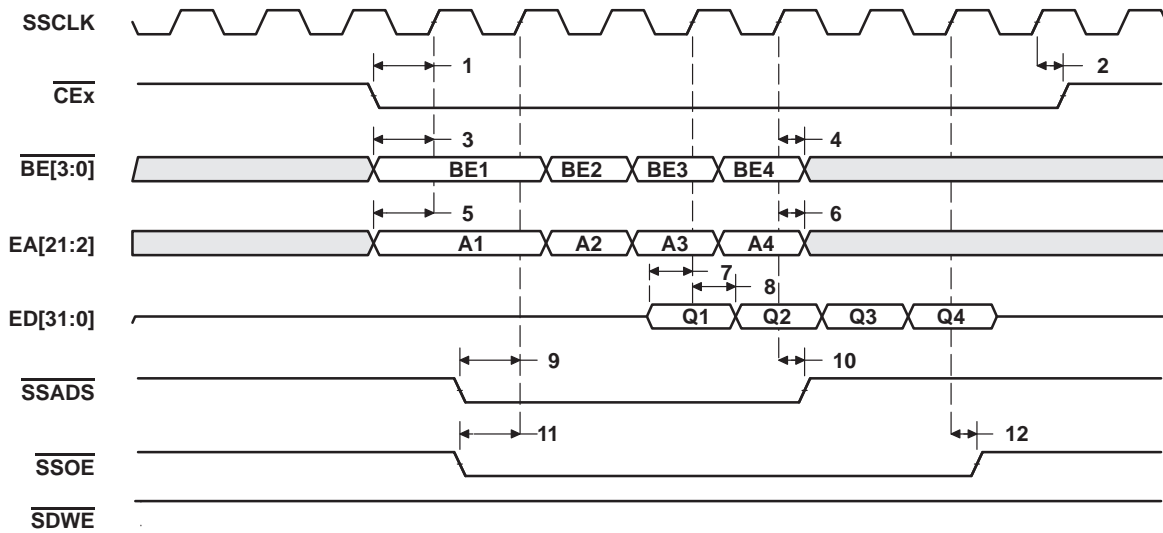 SSCLK
1 2
CEx
3 4
BE[3:0] BE1 BE2 BE3 BE4
5 6
EA[21:2] A1 A2 A3 A4
7
8
ED[31:0] Q1 Q2 Q3 Q4
9 10
SSADS
11 12
SSOE
SDWE